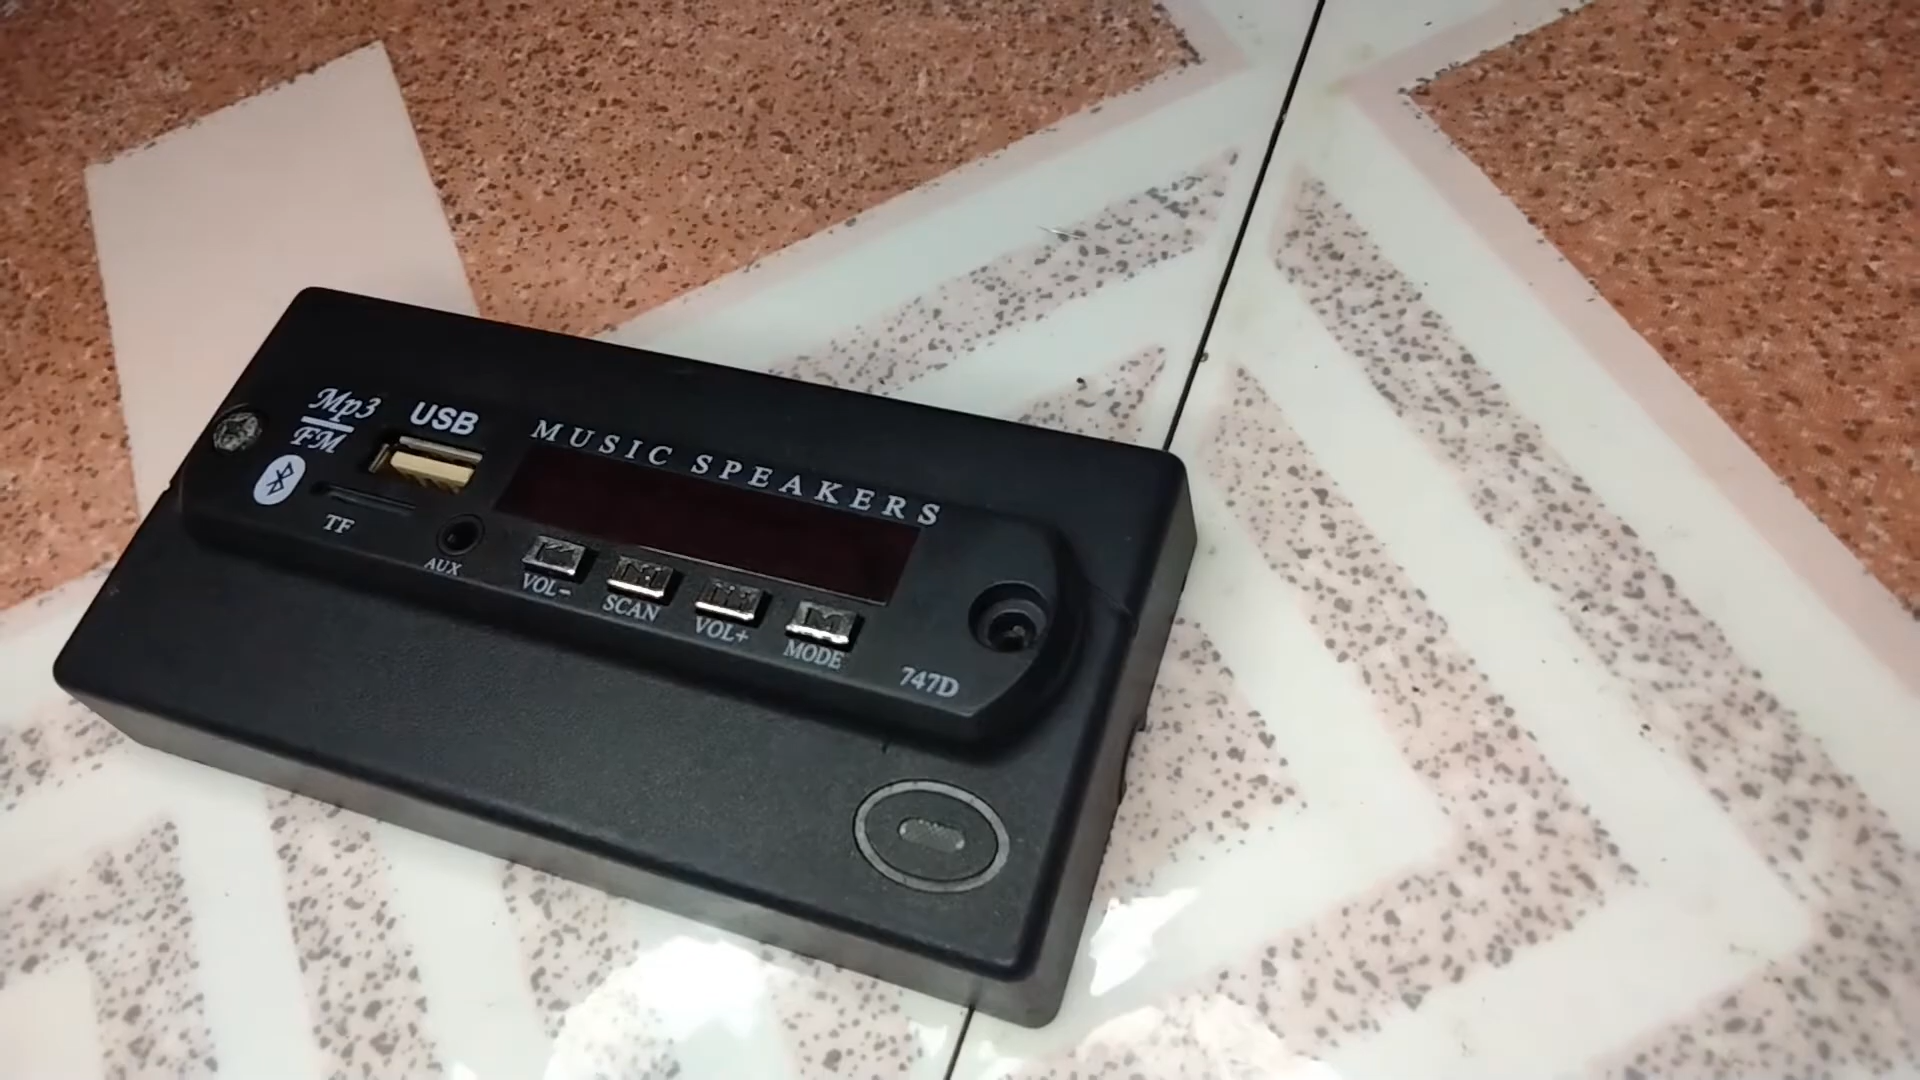 Mp3
FM
USB
MUSIC SPEAKERS
TF
AUX
VOL-
SCAN
VOL+
MODE
747D